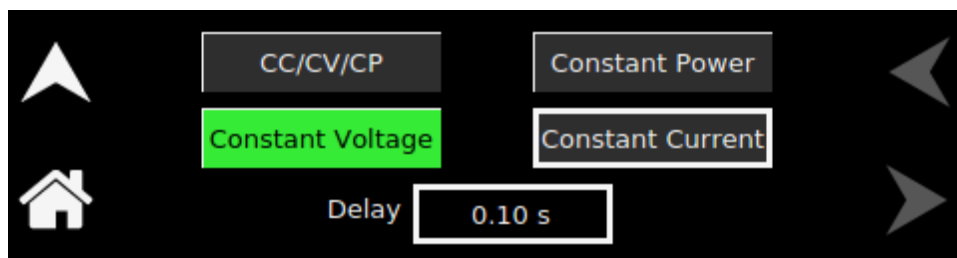 CC/CV/CP
Constant Power
Constant Voltage
Constant Current
Delay 0.10 s